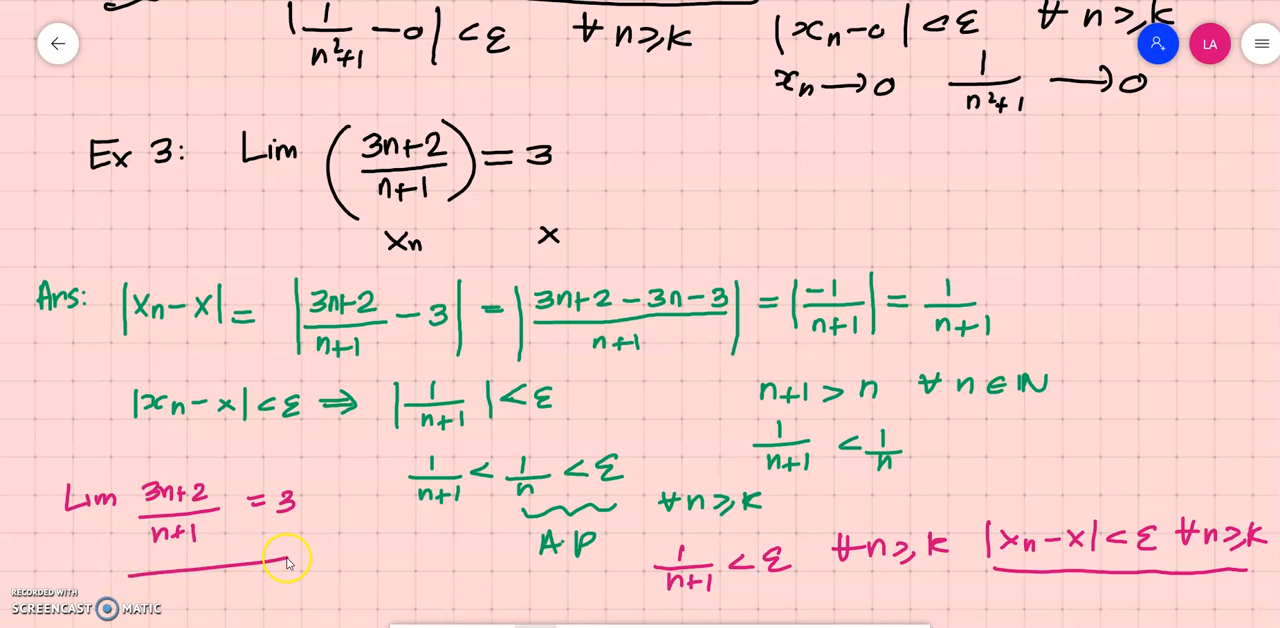 |1/(n²+1) − 0| < ε ∀ n ≥ k |xₙ − 0| < ε ∀ n ≥ k
xₙ → 0 1/(n²+1) → 0
LA
Ex 3: Lim ((3n+2)/(n+1)) = 3
xₙ x
Ans: |xₙ − x| = |(3n+2)/(n+1) − 3| = |(3n+2−3n−3)/(n+1)| = |−1/(n+1)| = 1/(n+1)
|xₙ − x| < ε ⇒ |1/(n+1)| < ε n+1 > n ∀ n ∈ ℕ
1/(n+1) < 1/n
1/(n+1) < 1/n < ε ∀ n ≥ k
A.P
Lim (3n+2)/(n+1) = 3
1/(n+1) < ε ∀ n ≥ k |xₙ − x| < ε ∀ n ≥ k
RECORDED WITH
SCREENCAST MATIC